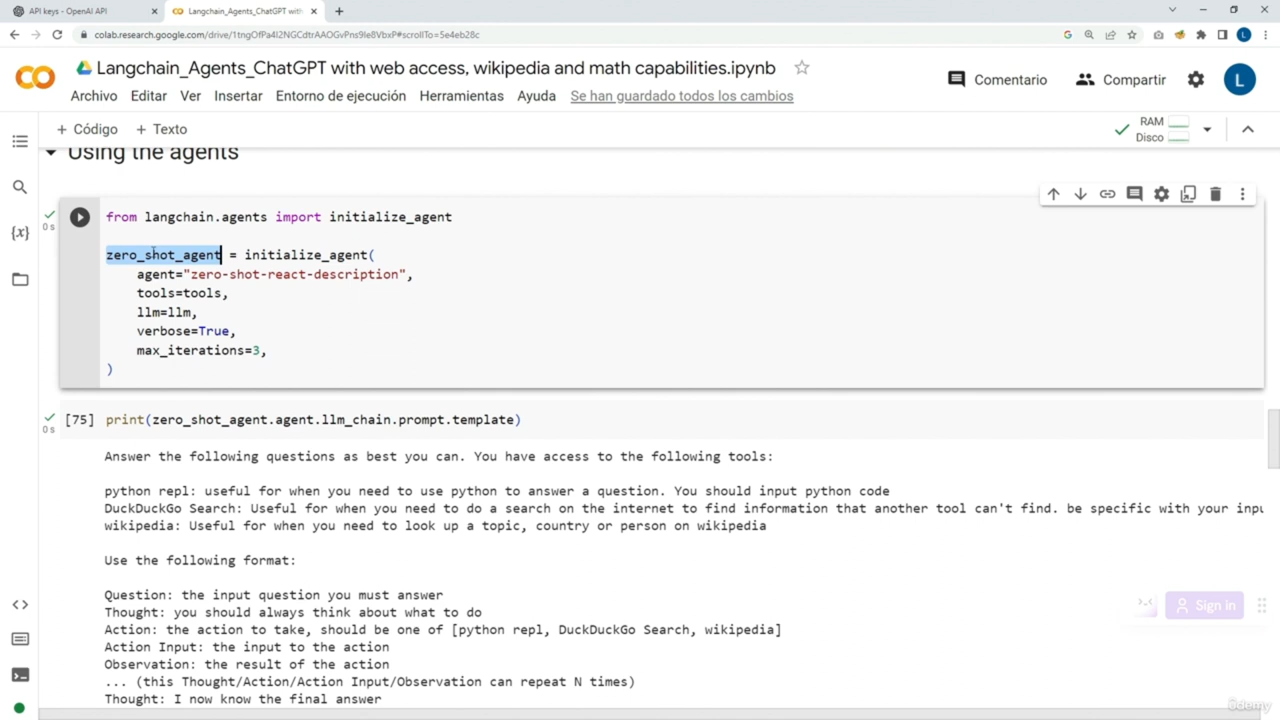 API keys - OpenAI API
Langchain_Agents_ChatGPT with
colab.research.google.com/drive/1tngOfPa4I2NGCdtrAAOGvPns9Ie8VbxP#scrollTo=5e4eb28c
Langchain_Agents_ChatGPT with web access, wikipedia and math capabilities.ipynb
Comentario
Compartir
L
Archivo Editar Ver Insertar Entorno de ejecución Herramientas Ayuda Se han guardado todos los cambios
+ Código + Texto
RAM
Disco
Using the agents
0 s
from langchain.agents import initialize_agent
zero_shot_agent = initialize_agent(
agent="zero-shot-react-description",
tools=tools,
llm=llm,
verbose=True,
max_iterations=3,
)
[75] print(zero_shot_agent.agent.llm_chain.prompt.template)
0 s
Answer the following questions as best you can. You have access to the following tools:
python repl: useful for when you need to use python to answer a question. You should input python code
DuckDuckGo Search: Useful for when you need to do a search on the internet to find information that another tool can't find. be specific with your inpu
wikipedia: Useful for when you need to look up a topic, country or person on wikipedia
Use the following format:
Question: the input question you must answer
Thought: you should always think about what to do
Action: the action to take, should be one of [python repl, DuckDuckGo Search, wikipedia]
Action Input: the input to the action
Observation: the result of the action
... (this Thought/Action/Action Input/Observation can repeat N times)
Thought: I now know the final answer
Sign in
ûdemy